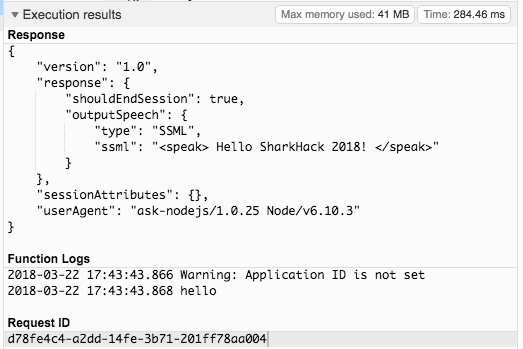 Execution results
Max memory used: 41 MB
Time: 284.46 ms
Response
{
    "version": "1.0",
    "response": {
        "shouldEndSession": true,
        "outputSpeech": {
            "type": "SSML",
            "ssml": "<speak> Hello SharkHack 2018! </speak>"
        }
    },
    "sessionAttributes": {},
    "userAgent": "ask-nodejs/1.0.25 Node/v6.10.3"
}
Function Logs
2018-03-22 17:43:43.866 Warning: Application ID is not set
2018-03-22 17:43:43.868 hello
Request ID
d78fe4c4-a2dd-14fe-3b71-201ff78aa004